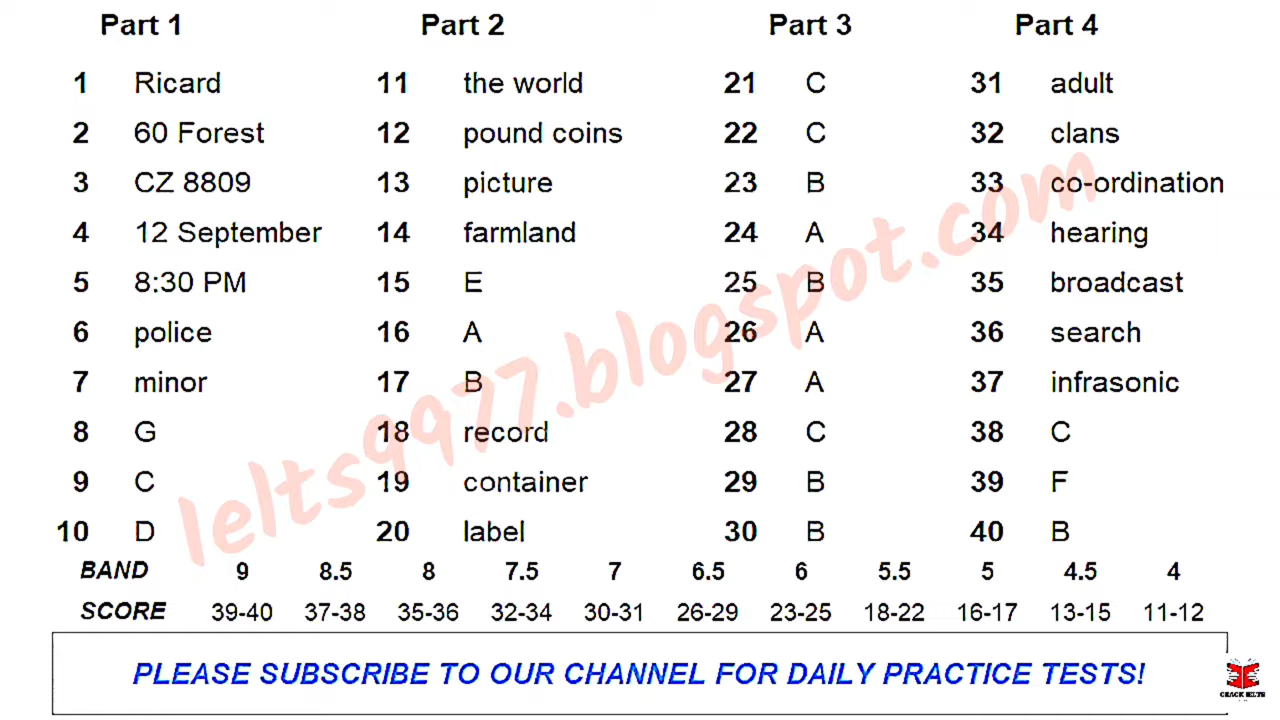 Part 1 Part 2 Part 3 Part 4
1 Ricard 11 the world 21 C 31 adult
2 60 Forest 12 pound coins 22 C 32 clans
3 CZ 8809 13 picture 23 B 33 co-ordination
4 12 September 14 farmland 24 A 34 hearing
5 8:30 PM 15 E 25 B 35 broadcast
6 police 16 A 26 A 36 search
7 minor 17 B 27 A 37 infrasonic
8 G 18 record 28 C 38 C
9 C 19 container 29 B 39 F
10 D 20 label 30 B 40 B
Ielts9977.blogspot.com
BAND 9 8.5 8 7.5 7 6.5 6 5.5 5 4.5 4
SCORE 39-40 37-38 35-36 32-34 30-31 26-29 23-25 18-22 16-17 13-15 11-12
PLEASE SUBSCRIBE TO OUR CHANNEL FOR DAILY PRACTICE TESTS!
CRACK IELTS